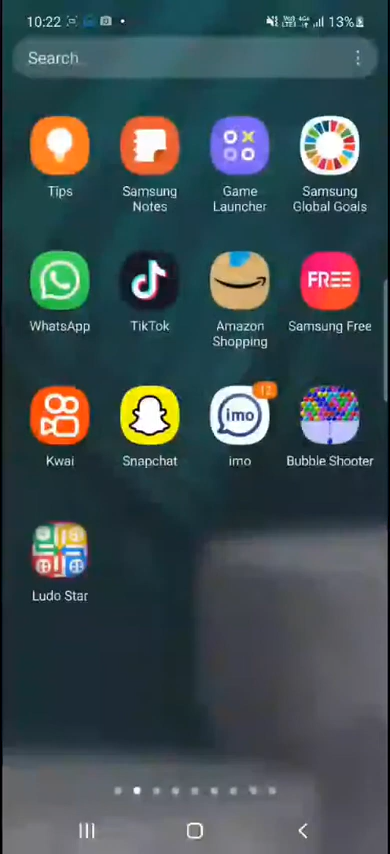 10:22
13%
Search
Tips
Samsung
Notes
Game
Launcher
Samsung
Global Goals
FREE
WhatsApp
TikTok
Amazon
Shopping
Samsung Free
12
imo
Kwai
Snapchat
imo
Bubble Shooter
Ludo Star